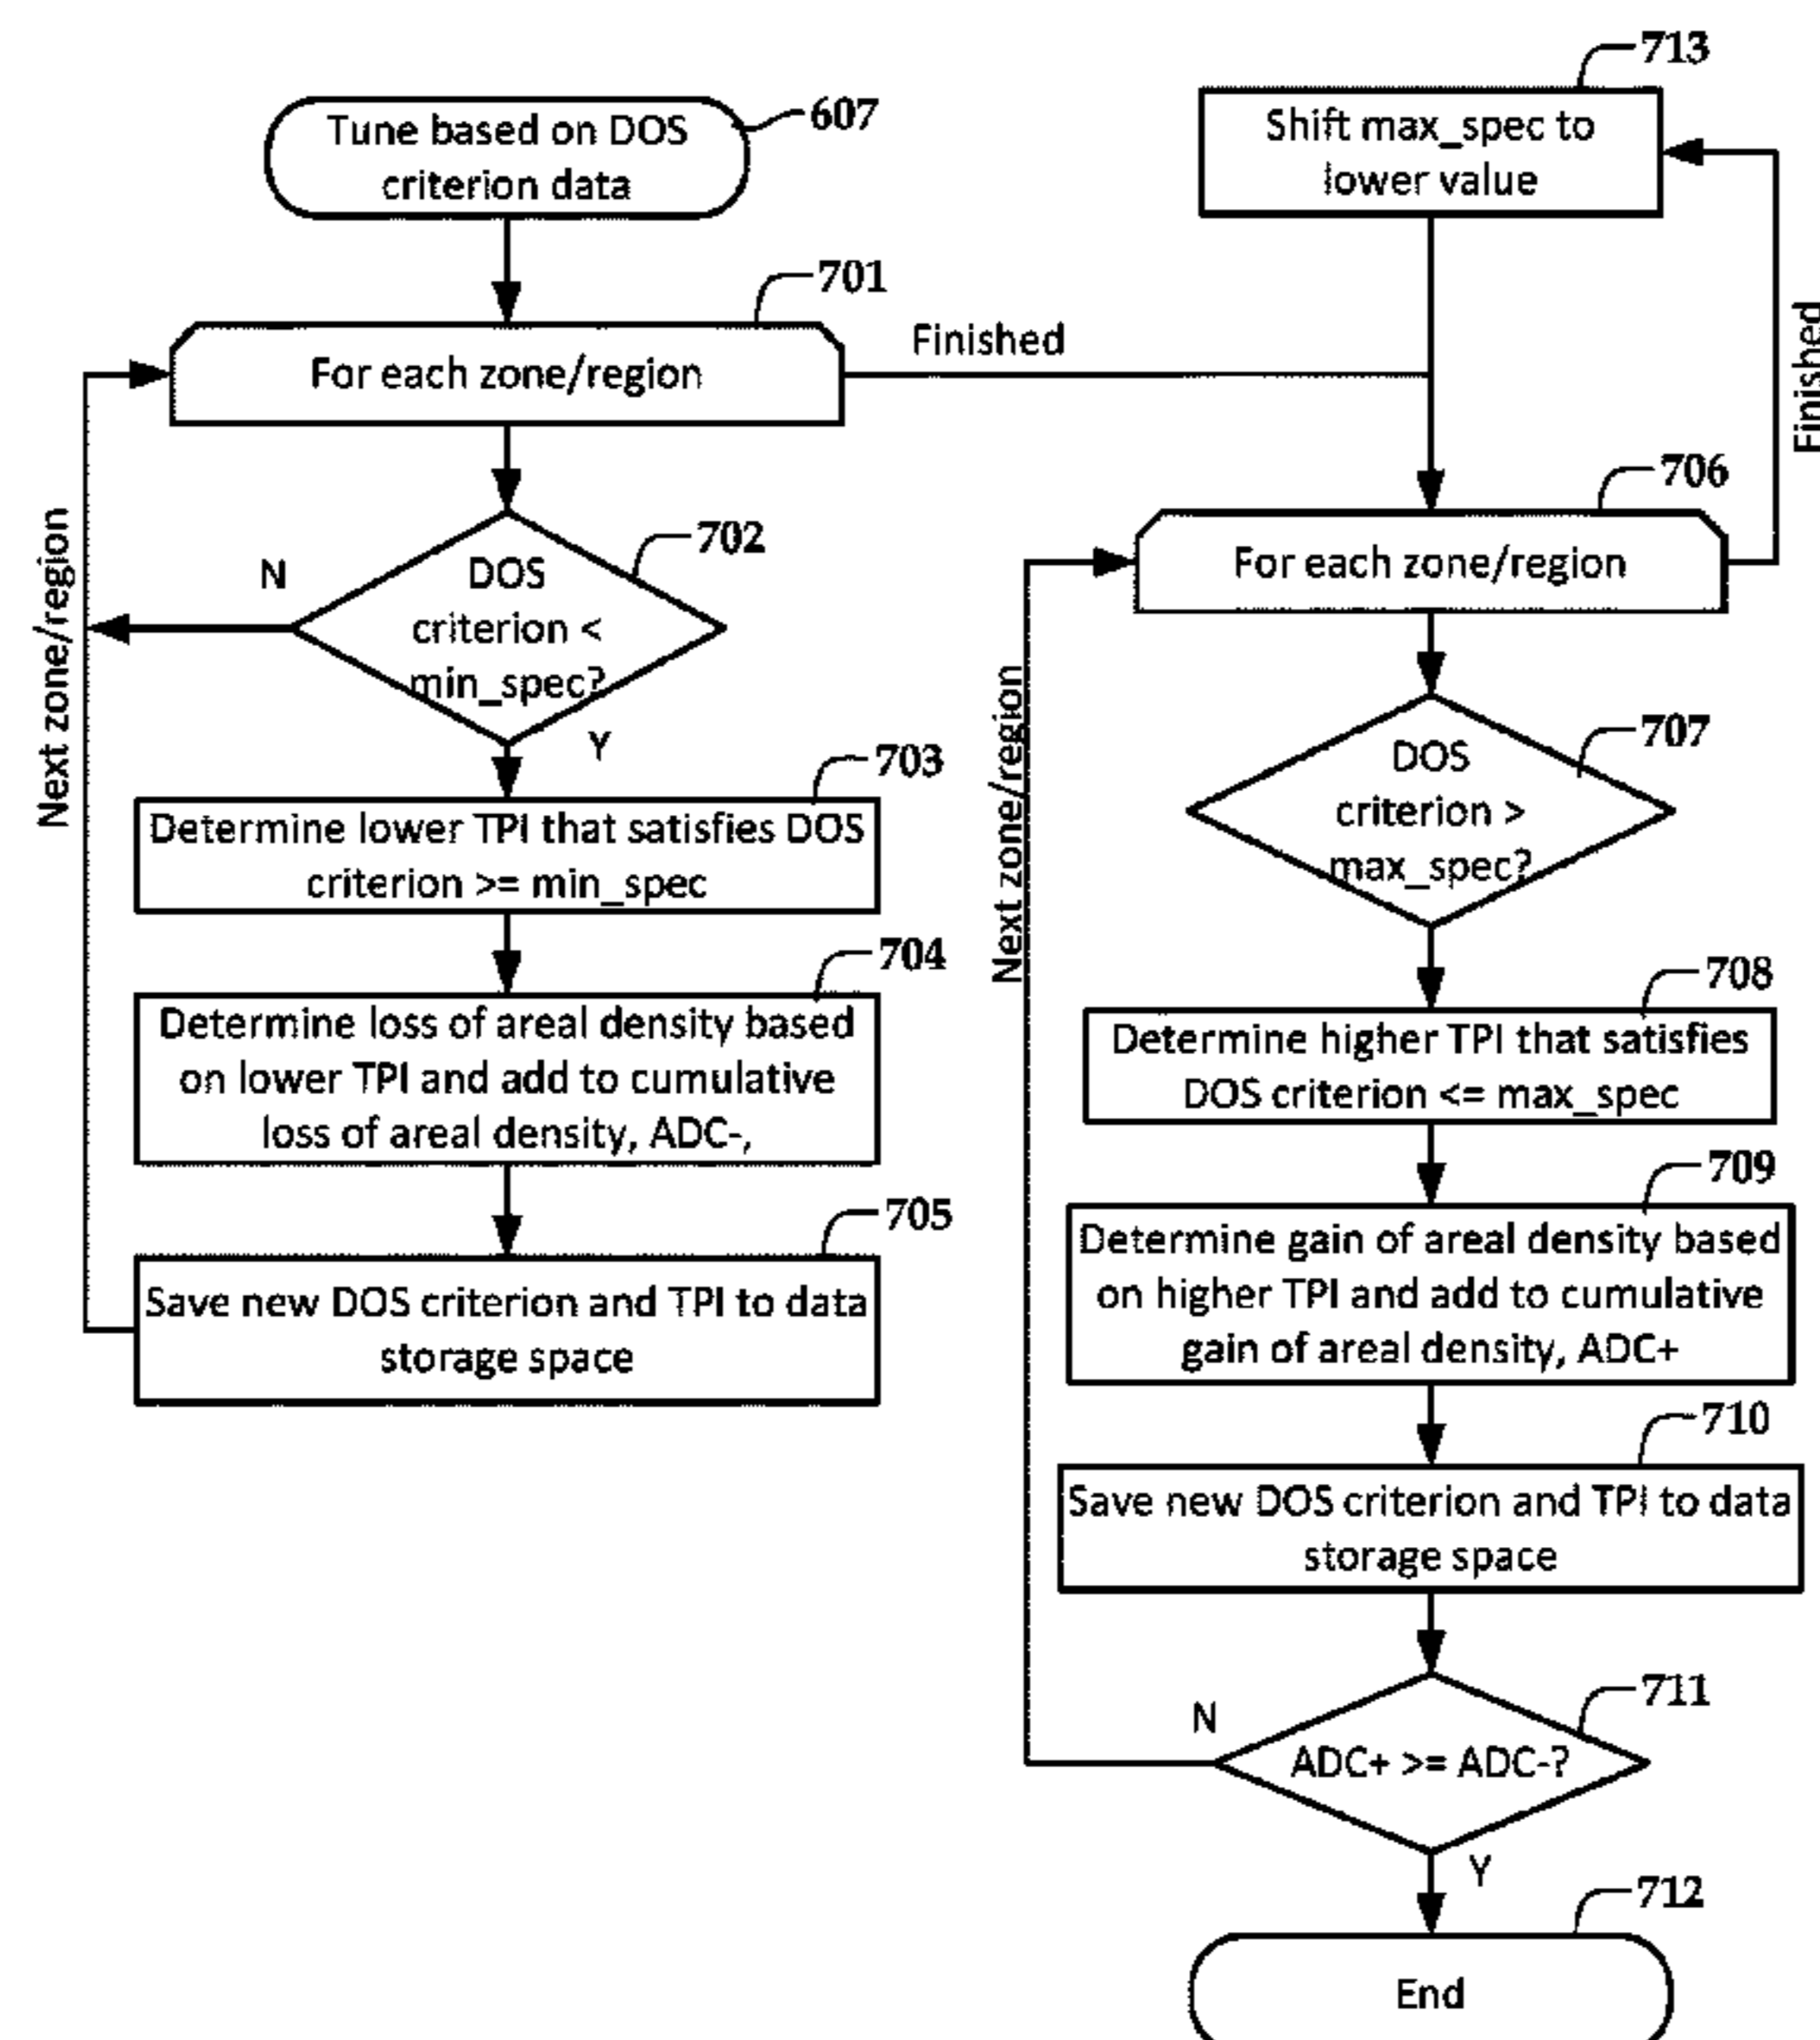 Tune based on DOS
criterion data
607
701
For each zone/region
Finished
702
DOS
criterion <
min_spec?
N
Y
Next zone/region
703
Determine lower TPI that satisfies DOS
criterion >= min_spec
704
Determine loss of areal density based
on lower TPI and add to cumulative
loss of areal density, ADC-,
705
Save new DOS criterion and TPI to data
storage space
713
Shift max_spec to
lower value
Finished
706
For each zone/region
707
DOS
criterion >
max_spec?
Next zone/region
708
Determine higher TPI that satisfies
DOS criterion <= max_spec
709
Determine gain of areal density based
on higher TPI and add to cumulative
gain of areal density, ADC+
710
Save new DOS criterion and TPI to data
storage space
711
N
ADC+ >= ADC-?
Y
712
End